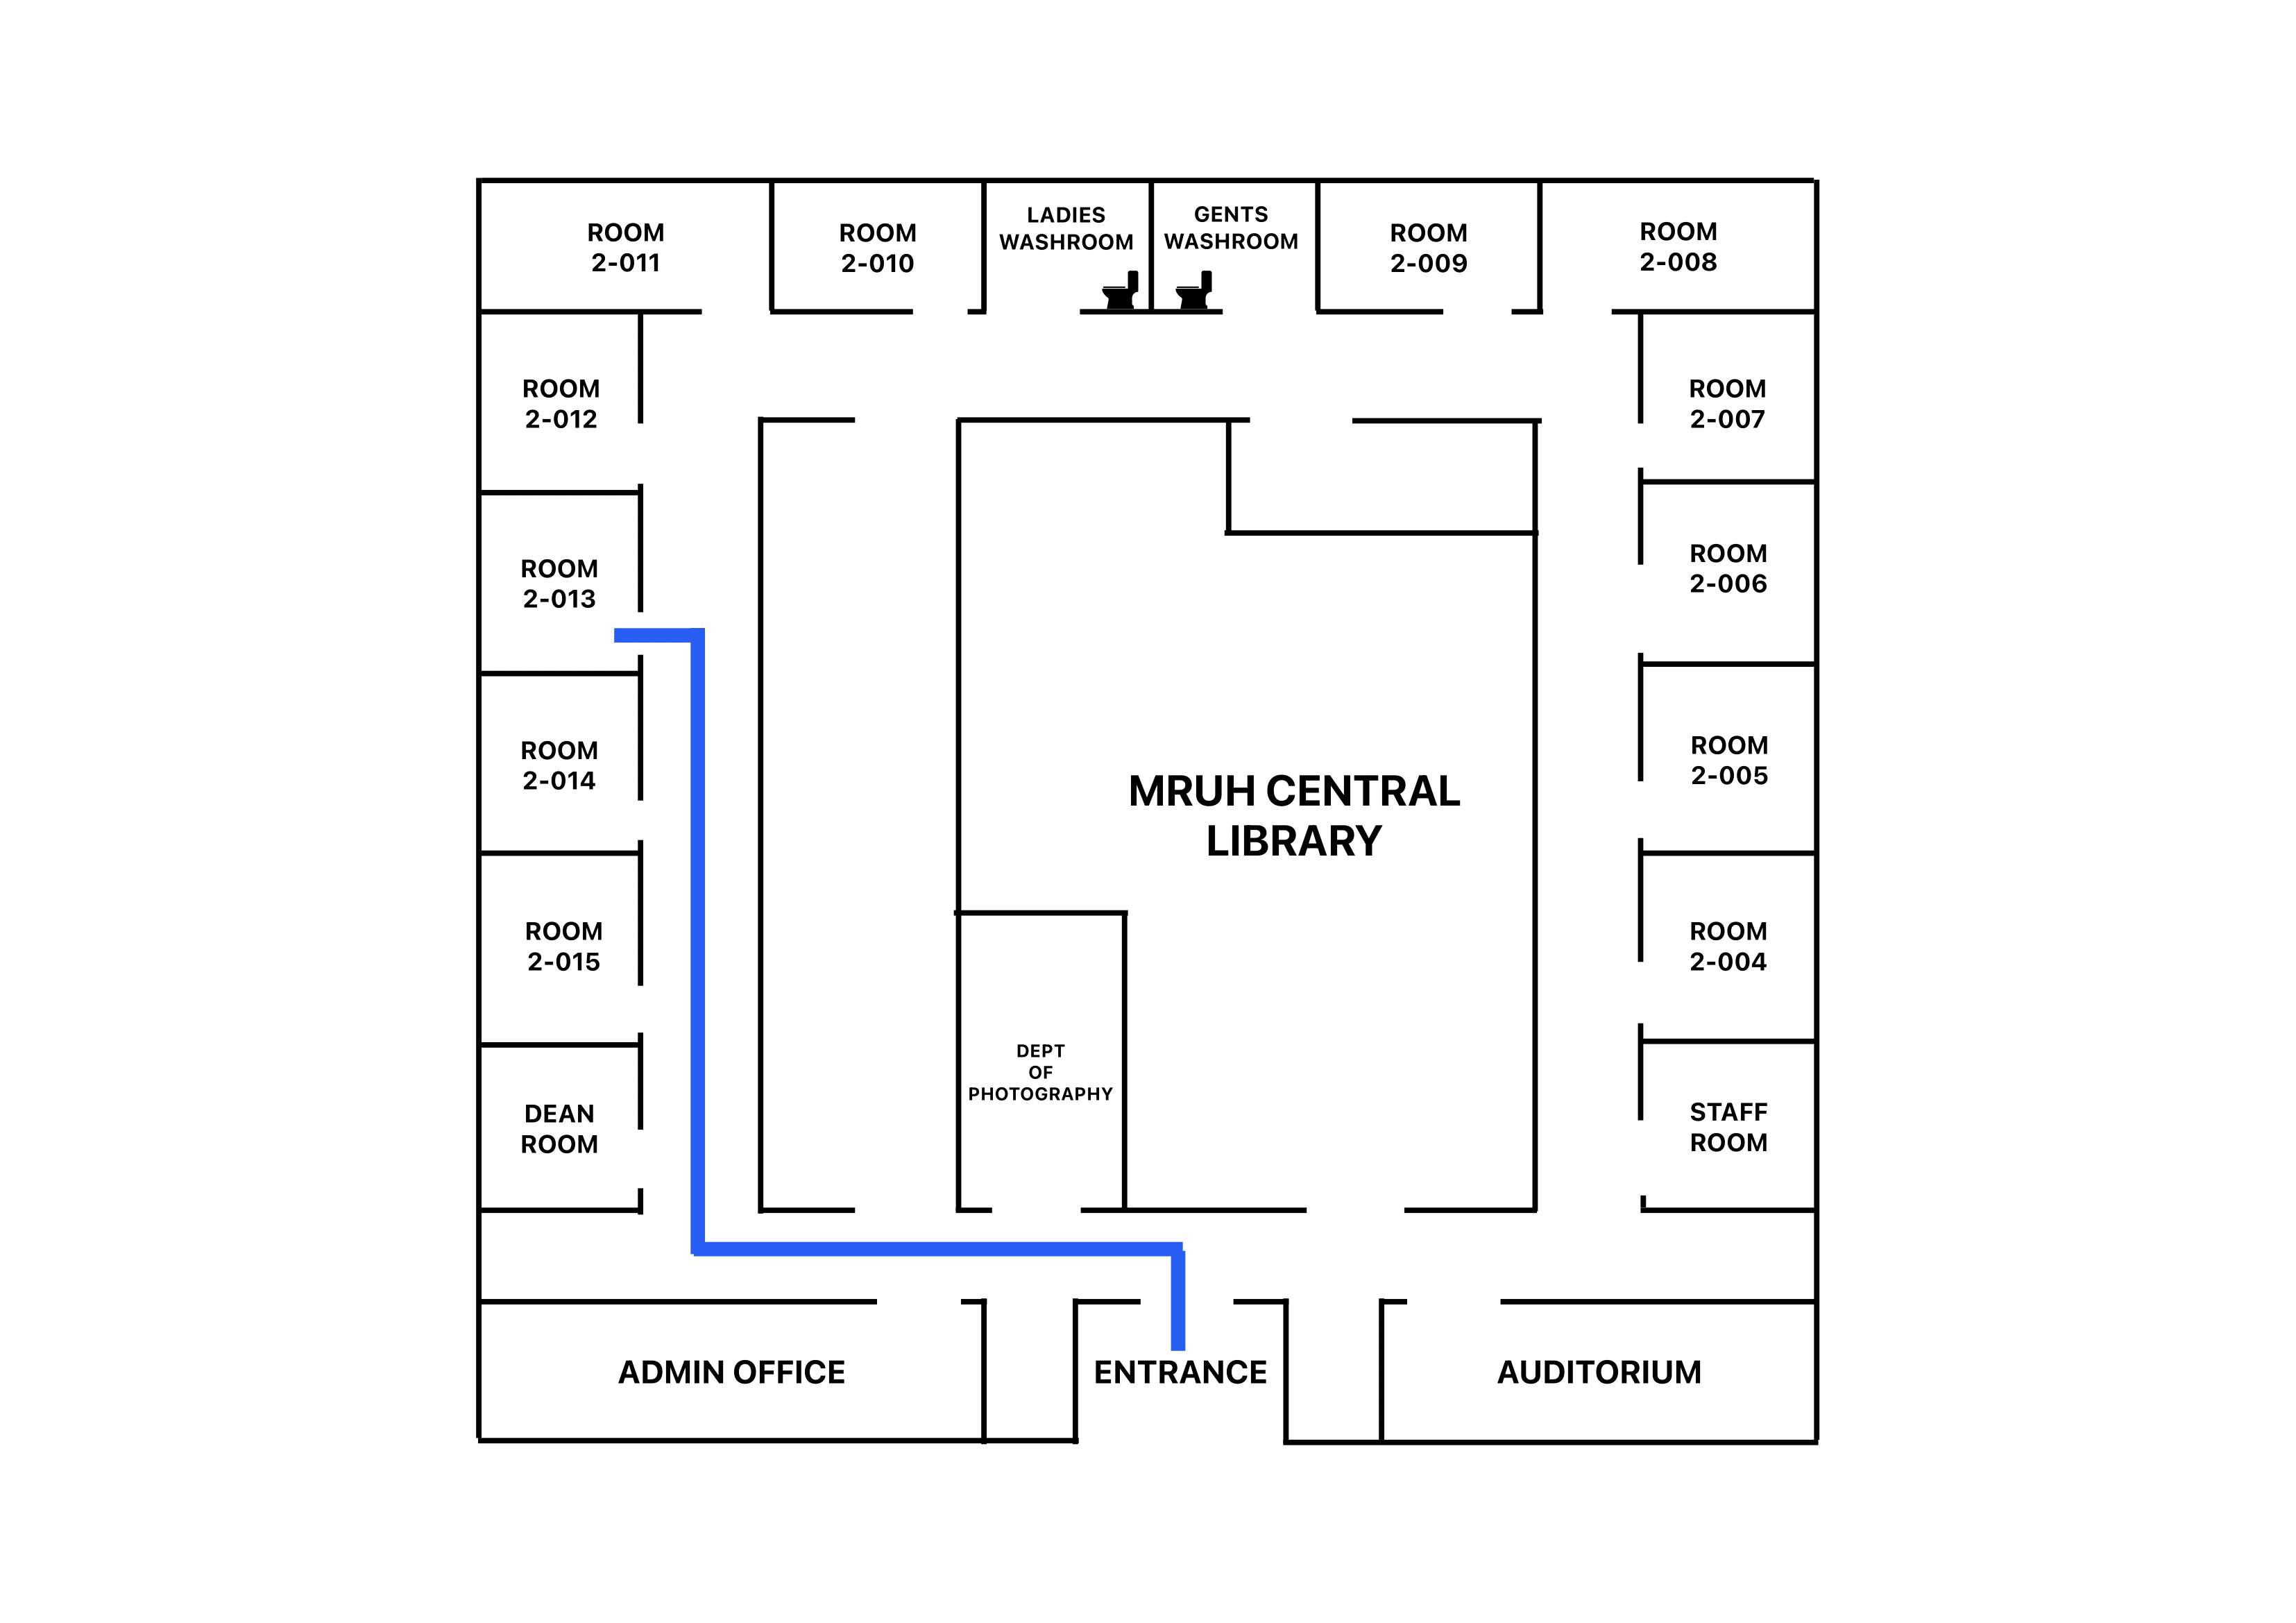 ROOM
2-011
ROOM
2-010
LADIES
WASHROOM
GENTS
WASHROOM
ROOM
2-009
ROOM
2-008
ROOM
2-012
ROOM
2-007
ROOM
2-013
ROOM
2-006
ROOM
2-014
MRUH CENTRAL
LIBRARY
ROOM
2-005
ROOM
2-015
ROOM
2-004
DEPT
OF
PHOTOGRAPHY
DEAN
ROOM
STAFF
ROOM
ADMIN OFFICE
ENTRANCE
AUDITORIUM